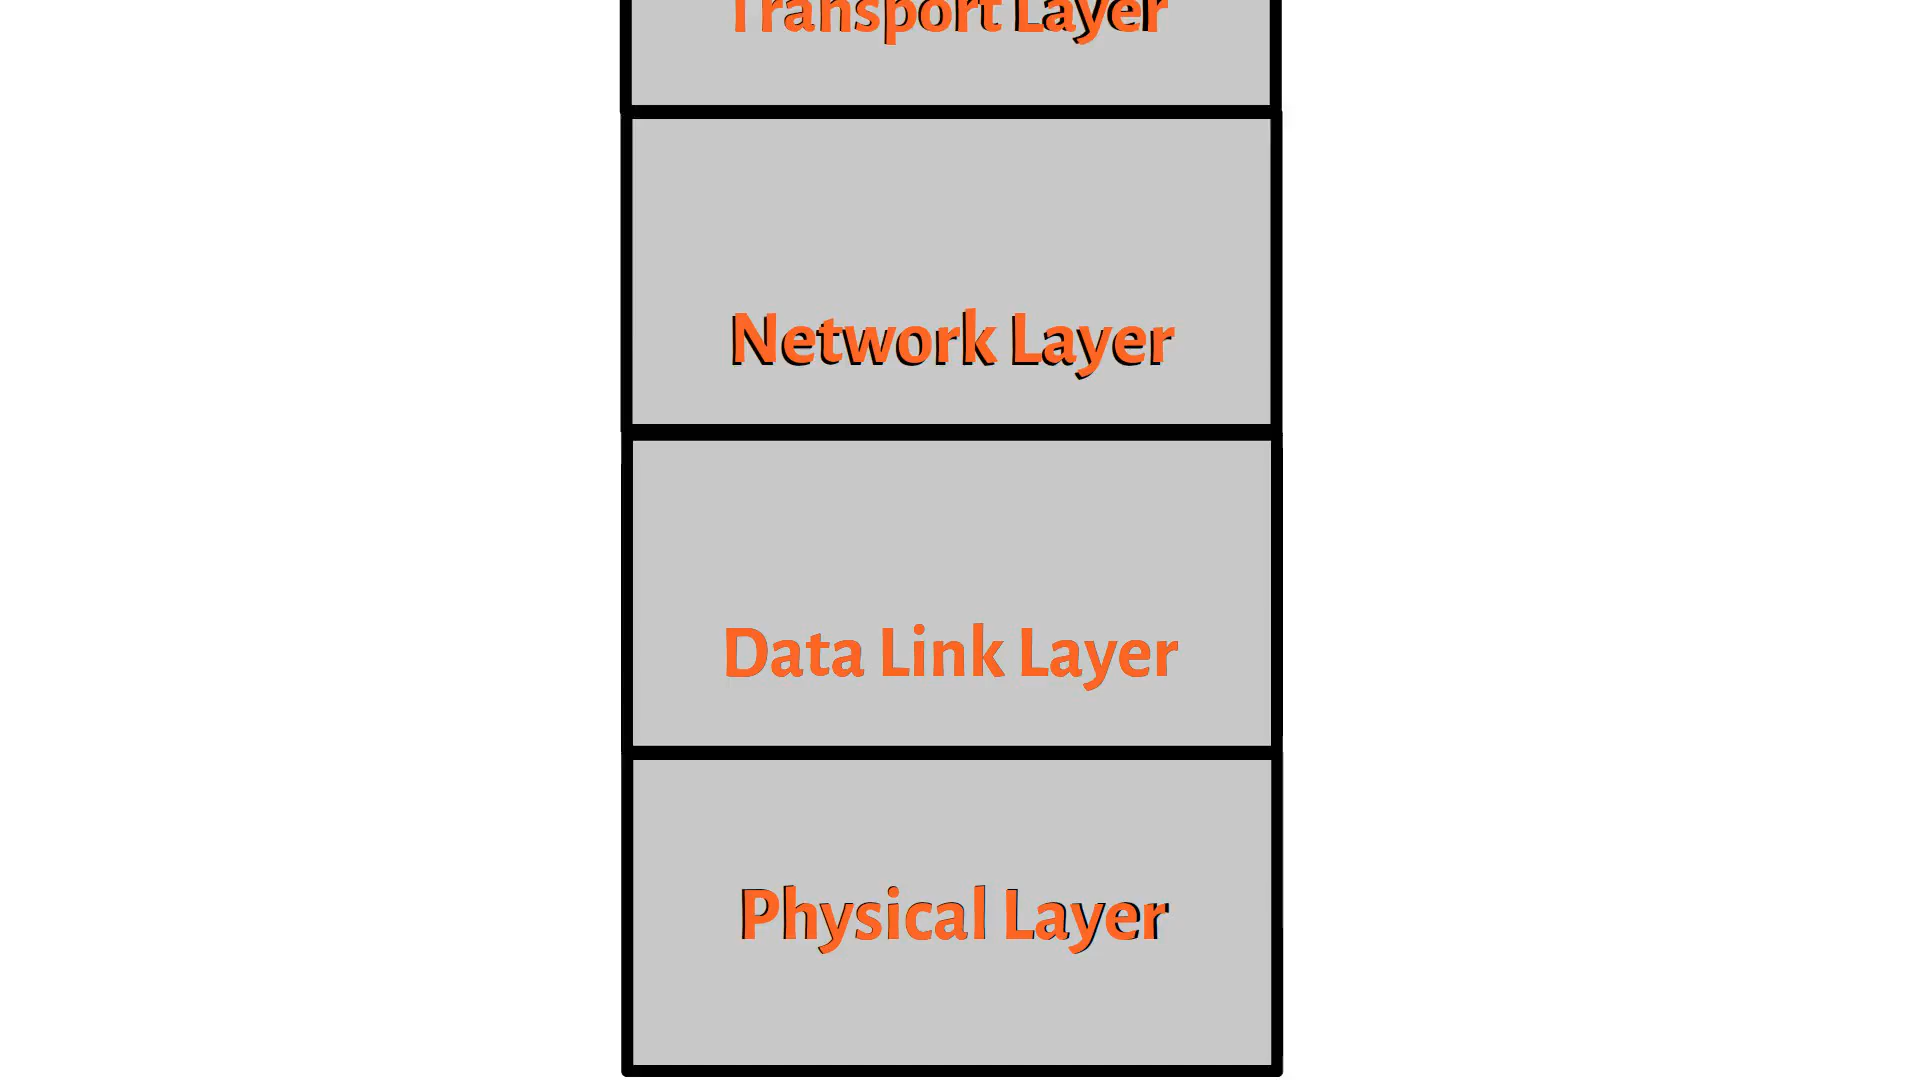 Transport Layer
Network Layer
Data Link Layer
Physical Layer